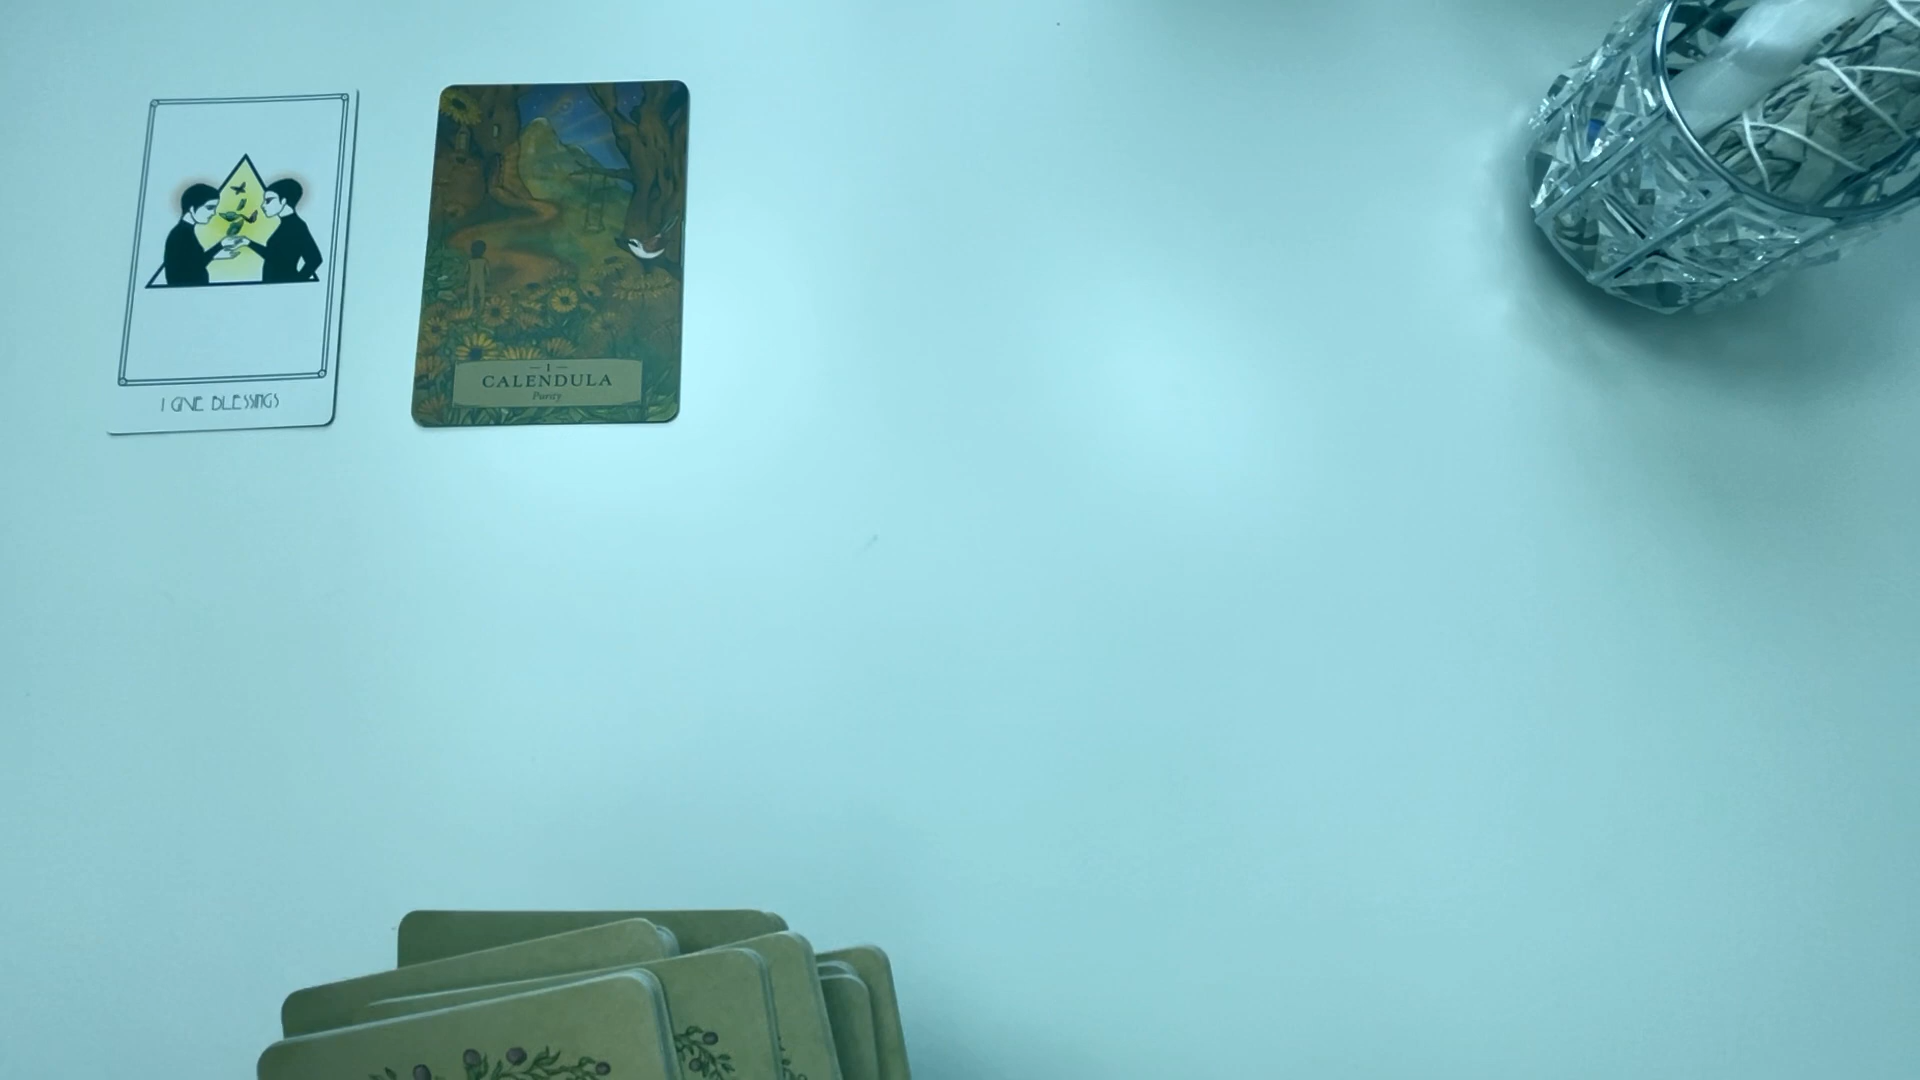 I GIVE BLESSINGS
— I —
CALENDULA
Purity